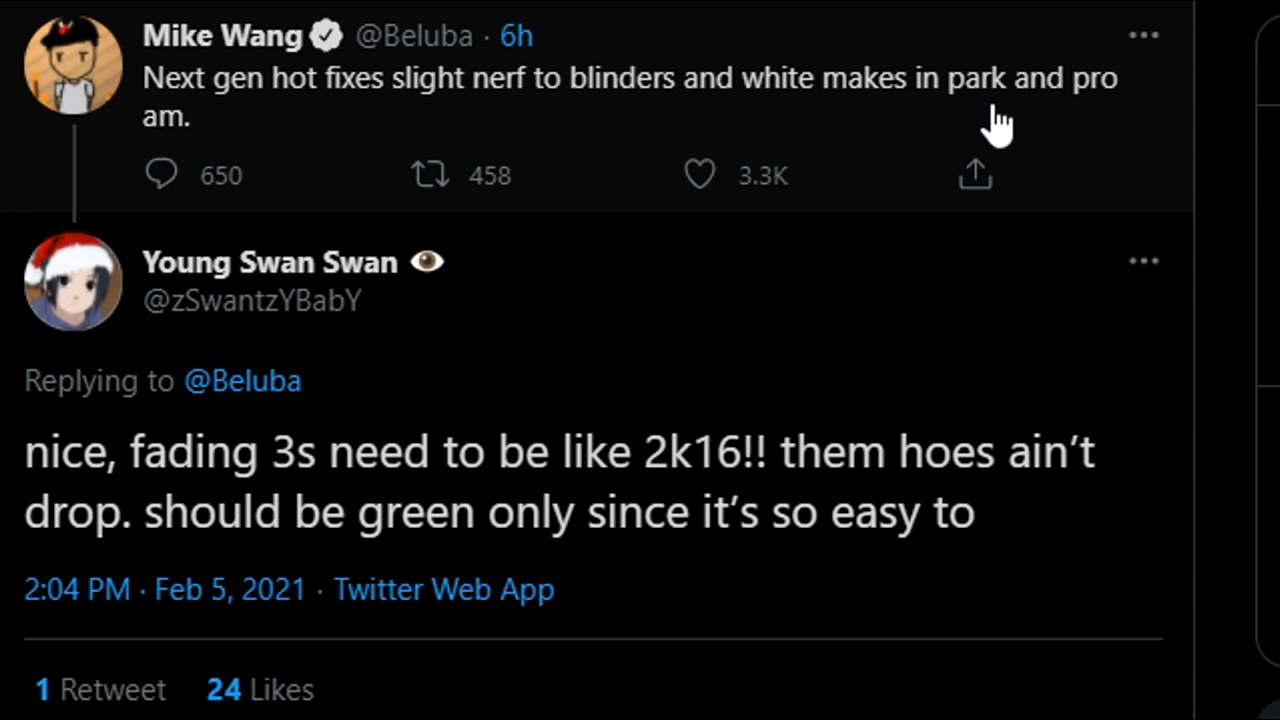 Mike Wang @Beluba · 6h
Next gen hot fixes slight nerf to blinders and white makes in park and pro
am.
650 458 3.3K
Young Swan Swan 👁
@zSwantzYBabY
Replying to @Beluba
nice, fading 3s need to be like 2k16!! them hoes ain’t
drop. should be green only since it’s so easy to
2:04 PM · Feb 5, 2021 · Twitter Web App
1 Retweet 24 Likes